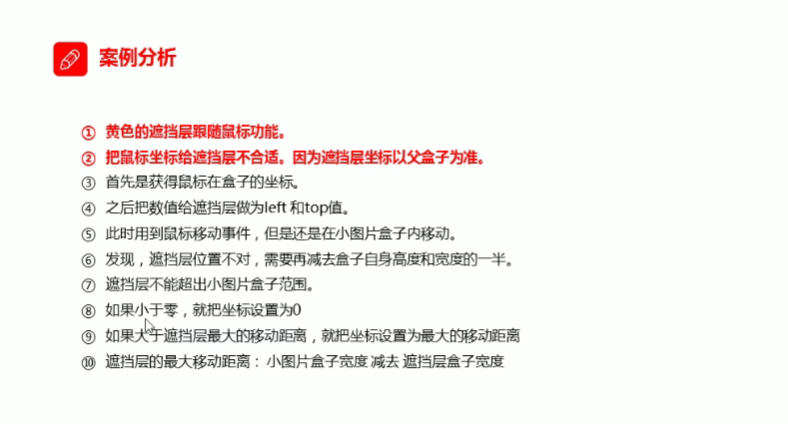 案例分析
① 黄色的遮挡层跟随鼠标功能。
② 把鼠标坐标给遮挡层不合适。因为遮挡层坐标以父盒子为准。
③ 首先是获得鼠标在盒子的坐标。
④ 之后把数值给遮挡层做为left 和top值。
⑤ 此时用到鼠标移动事件，但是还是在小图片盒子内移动。
⑥ 发现，遮挡层位置不对，需要再减去盒子自身高度和宽度的一半。
⑦ 遮挡层不能超出小图片盒子范围。
⑧ 如果小于零，就把坐标设置为0
⑨ 如果大于遮挡层最大的移动距离，就把坐标设置为最大的移动距离
⑩ 遮挡层的最大移动距离： 小图片盒子宽度 减去 遮挡层盒子宽度